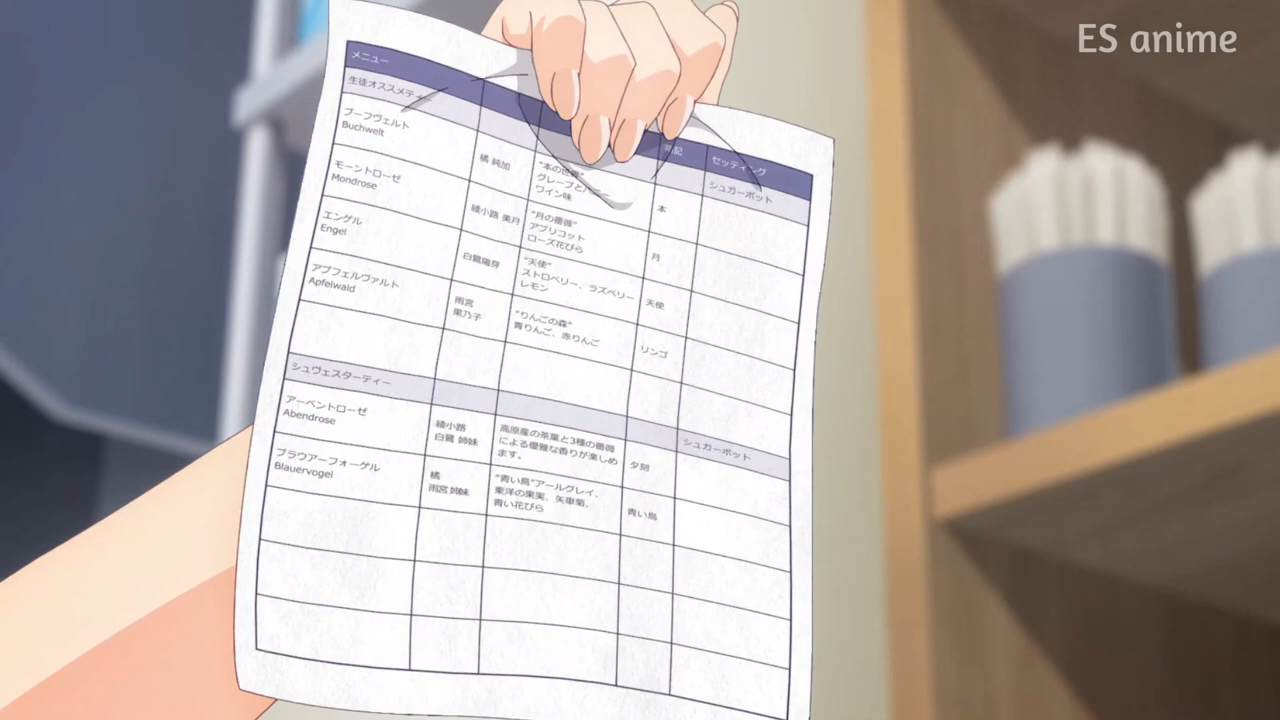 ES anime
メニュー
セッティング
生徒オススメティ
シュガーポット
ブーフヴェルト
Buchwelt
橘 純加
グレープと
ワイン味
本
モーントローゼ
Mondrose
綾小路 美月
"月の薔薇"
アプリコット
ローズ花びら
月
エンゲル
Engel
白鷺陽芽
"天使"
ストロベリー、ラズベリー
レモン
天使
アプフェルヴァルト
Apfelwald
雨宮
果乃子
"りんごの森"
青りんご、赤りんご
リンゴ
シュヴェスターティー
シュガーポット
アーベントローゼ
Abendrose
綾小路
白鷺 姉妹
高原産の茶葉と3種の薔薇
による優雅な香りが楽しめ
ます。
夕刻
ブラウアーフォーゲル
Blauervogel
橘
雨宮 姉妹
"青い鳥"アールグレイ、
東洋の果実、矢車菊、
青い花びら
青い鳥